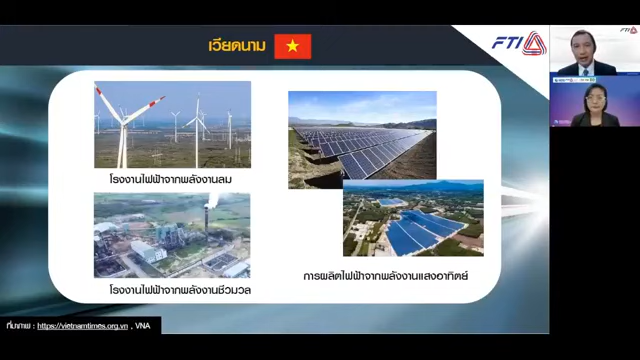 เวียดนาม
FTI
FTI
โรงงานไฟฟ้าจากพลังงานลม
โรงงานไฟฟ้าจากพลังงานชีวมวล
การผลิตไฟฟ้าจากพลังงานแสงอาทิตย์
ที่มาภาพ : https://vietnamtimes.org.vn , VNA